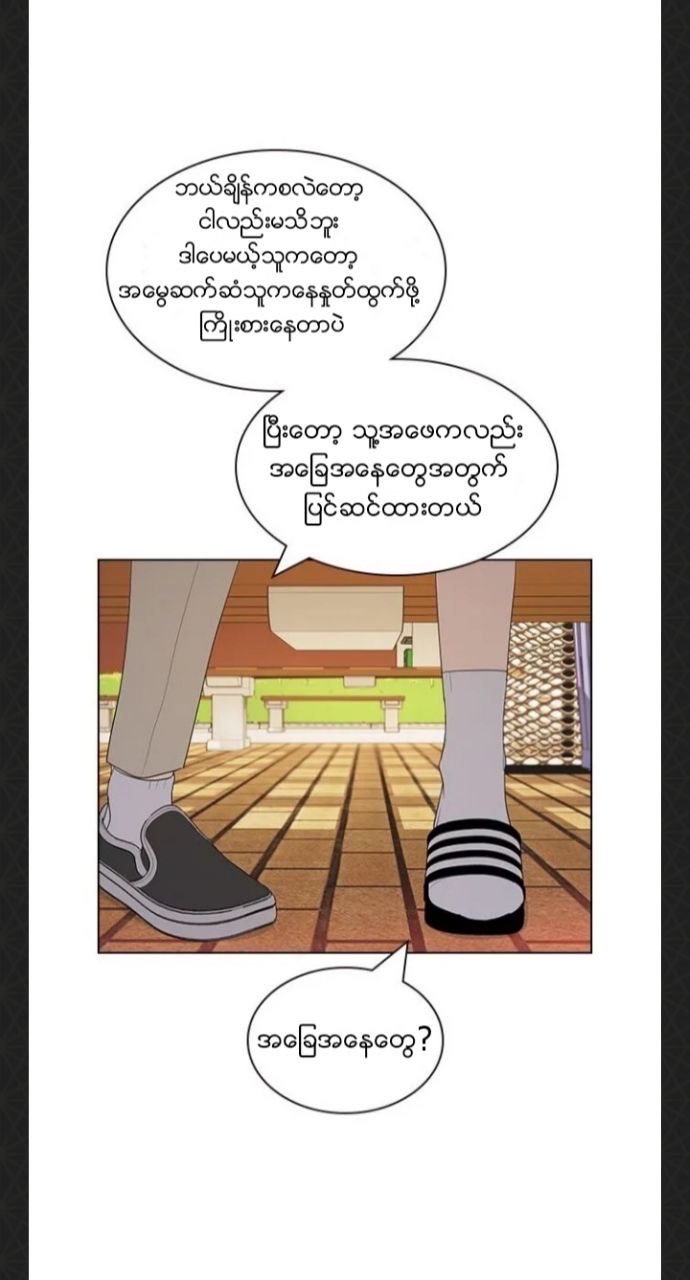 ဘယ်ချိန်ကစလဲတော့
ငါလည်းမသိဘူး
ဒါပေမယ့်သူကတော့
အမွေဆက်ဆံသူကနေနှုတ်ထွက်ဖို့
ကြိုးစားနေတာပဲ
ပြီးတော့ သူ့အဖေကလည်း
အခြေအနေတွေအတွက်
ပြင်ဆင်ထားတယ်
အခြေအနေတွေ?